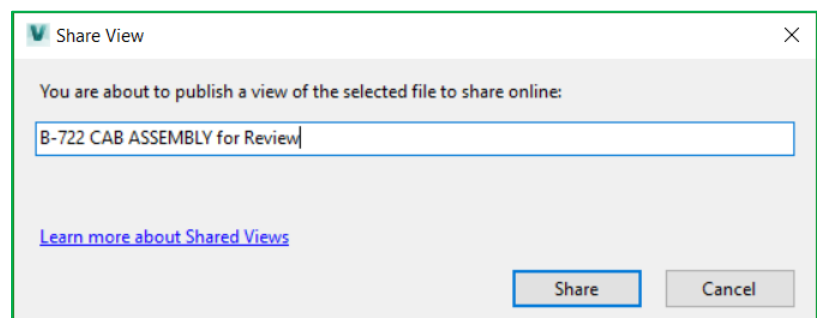 Share View
You are about to publish a view of the selected file to share online:
B-722 CAB ASSEMBLY for Review
Learn more about Shared Views
Share Cancel